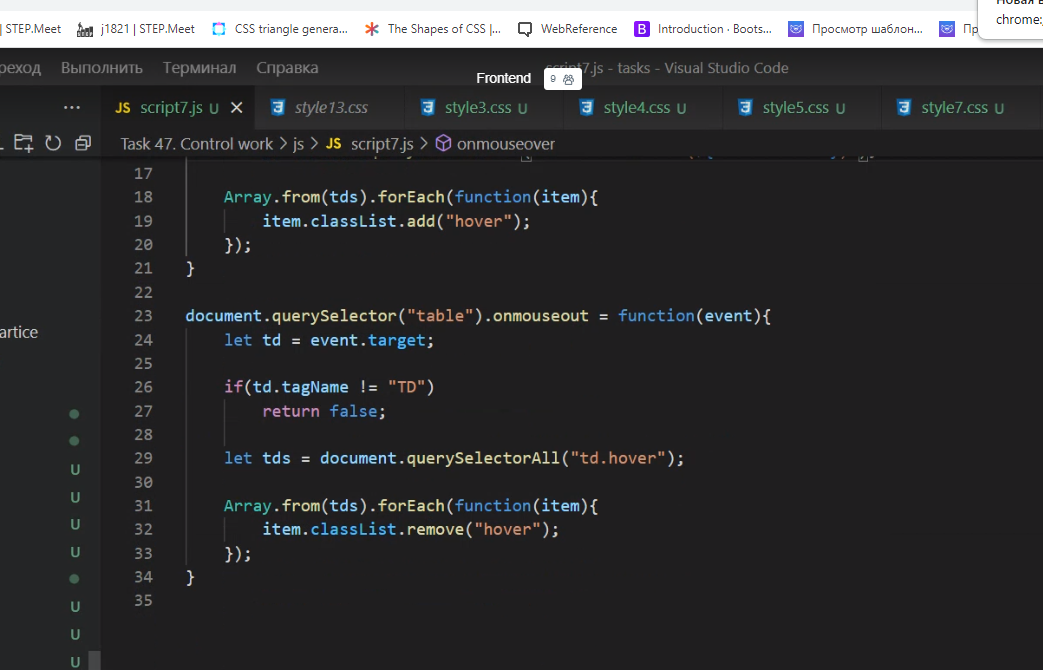 Новая в
chrome:
| STEP.Meet j1821 | STEP.Meet CSS triangle genera... The Shapes of CSS |... WebReference Introduction · Boots... Просмотр шаблон... Пр
реход Выполнить Терминал Справка script7.js - tasks - Visual Studio Code
Frontend 9
... JS script7.js U style13.css style3.css U style4.css U style5.css U style7.css U
Task 47. Control work > js > JS script7.js > onmouseover
17
18 Array.from(tds).forEach(function(item){
19 item.classList.add("hover");
20 });
21 }
22
23 document.querySelector("table").onmouseout = function(event){
24 let td = event.target;
25
26 if(td.tagName != "TD")
27 return false;
28
29 let tds = document.querySelectorAll("td.hover");
30
31 Array.from(tds).forEach(function(item){
32 item.classList.remove("hover");
33 });
34 }
35
artice
U
U
U
U
U
U
U